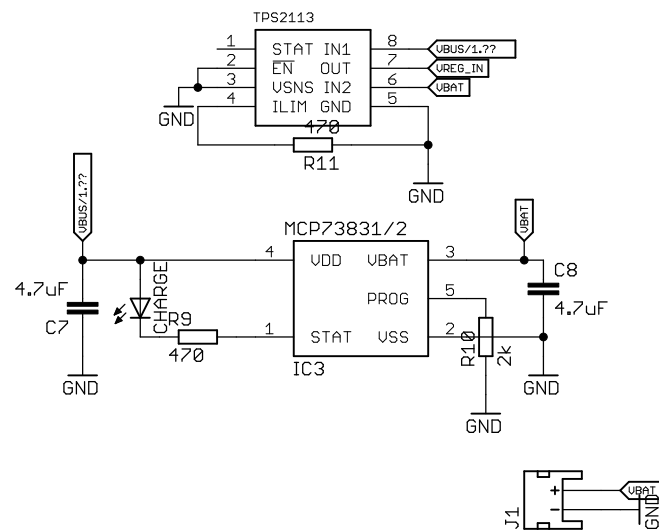 TPS2113
1 STAT IN1 8 VBUS/1.??
2 EN OUT 7 VREG_IN
3 VSNS IN2 6 VBAT
4 ILIM GND 5
GND
470
R11
GND
VBUS/1.??
MCP73831/2
VBAT
4 VDD VBAT 3
4.7uF
C7
CHARGE
R9
470
PROG 5
1 STAT VSS 2
IC3
R10
2k
C8
4.7uF
GND
GND
GND
J1
+
-
VBAT
GND